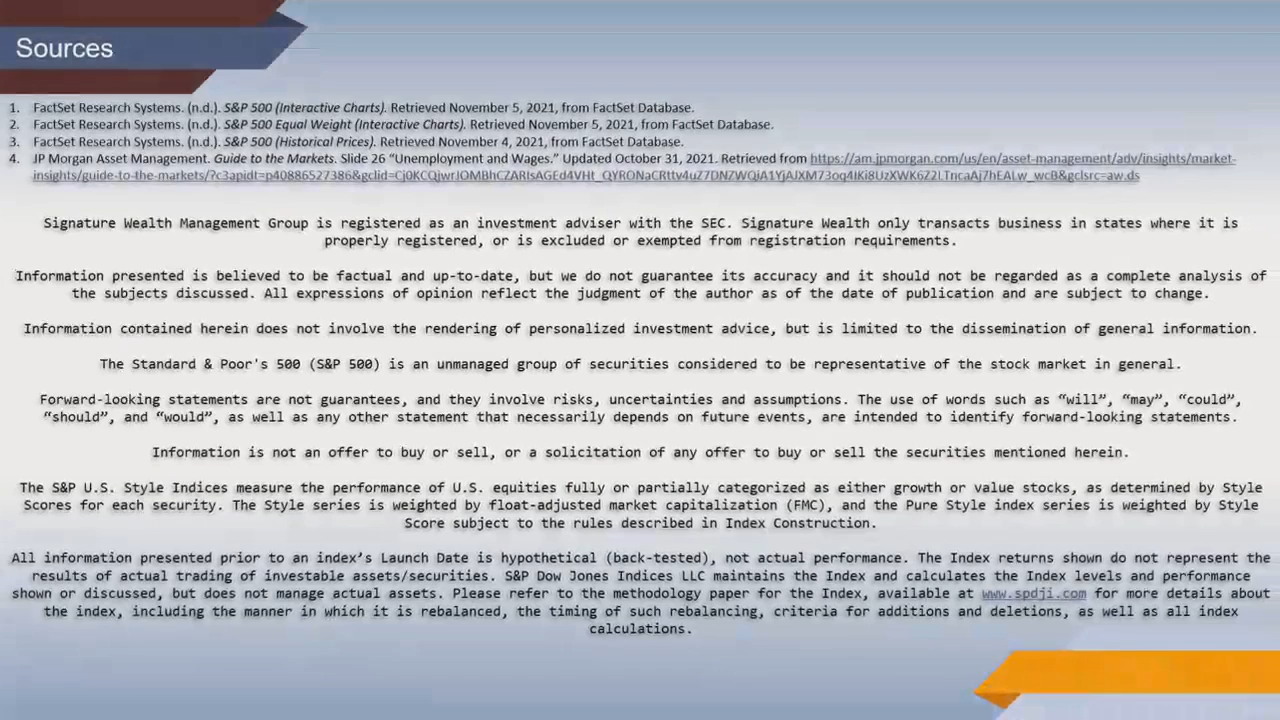 Sources
1. FactSet Research Systems. (n.d.). S&P 500 (Interactive Charts). Retrieved November 5, 2021, from FactSet Database.
2. FactSet Research Systems. (n.d.). S&P 500 Equal Weight (Interactive Charts). Retrieved November 5, 2021, from FactSet Database.
3. FactSet Research Systems. (n.d.). S&P 500 (Historical Prices). Retrieved November 4, 2021, from FactSet Database.
4. JP Morgan Asset Management. Guide to the Markets. Slide 26 “Unemployment and Wages.” Updated October 31, 2021. Retrieved from https://am.jpmorgan.com/us/en/asset-management/adv/insights/market-
Signature Wealth Management Group is registered as an investment adviser with the SEC. Signature Wealth only transacts business in states where it is
properly registered, or is excluded or exempted from registration requirements.
Information presented is believed to be factual and up-to-date, but we do not guarantee its accuracy and it should not be regarded as a complete analysis of
the subjects discussed. All expressions of opinion reflect the judgment of the author as of the date of publication and are subject to change.
Information contained herein does not involve the rendering of personalized investment advice, but is limited to the dissemination of general information.
The Standard & Poor's 500 (S&P 500) is an unmanaged group of securities considered to be representative of the stock market in general.
Forward-looking statements are not guarantees, and they involve risks, uncertainties and assumptions. The use of words such as “will”, “may”, “could”,
“should”, and “would”, as well as any other statement that necessarily depends on future events, are intended to identify forward-looking statements.
Information is not an offer to buy or sell, or a solicitation of any offer to buy or sell the securities mentioned herein.
The S&P U.S. Style Indices measure the performance of U.S. equities fully or partially categorized as either growth or value stocks, as determined by Style
Scores for each security. The Style series is weighted by float-adjusted market capitalization (FMC), and the Pure Style index series is weighted by Style
Score subject to the rules described in Index Construction.
All information presented prior to an index’s Launch Date is hypothetical (back-tested), not actual performance. The Index returns shown do not represent the
results of actual trading of investable assets/securities. S&P Dow Jones Indices LLC maintains the Index and calculates the Index levels and performance
shown or discussed, but does not manage actual assets. Please refer to the methodology paper for the Index, available at www.spdji.com for more details about
the index, including the manner in which it is rebalanced, the timing of such rebalancing, criteria for additions and deletions, as well as all index
calculations.